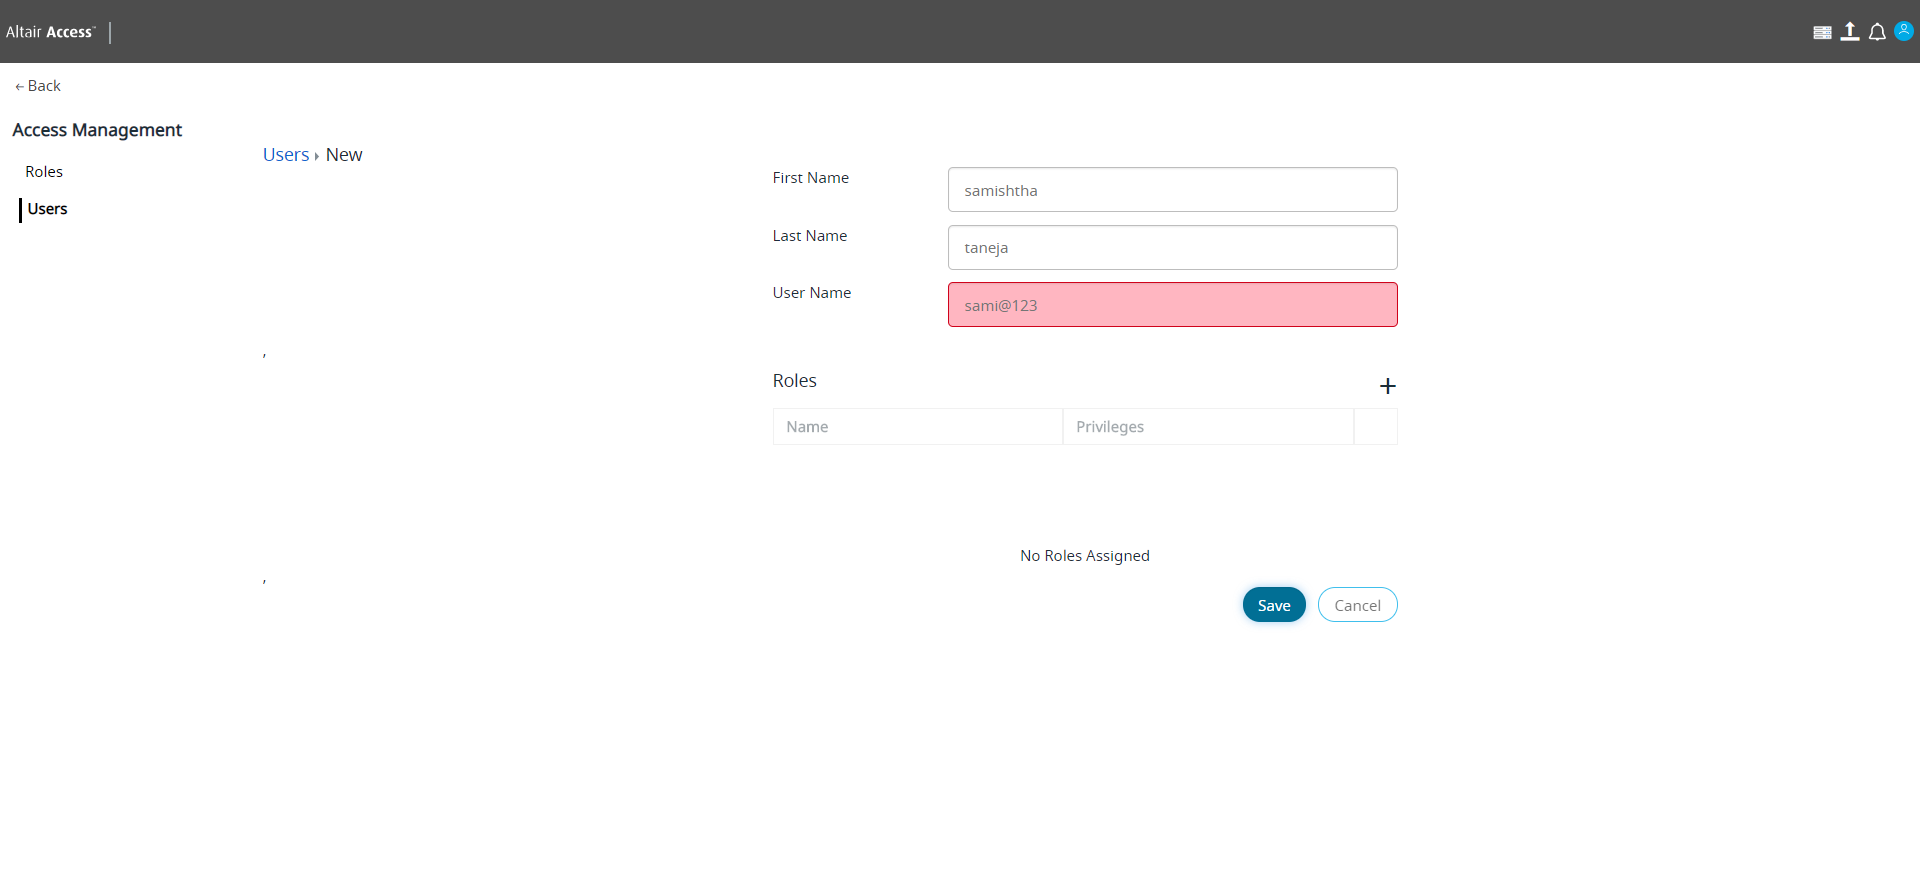 Altair Access™
Back
Access Management
Roles
Users
Users New
First Name
samishtha
Last Name
taneja
User Name
sami@123
,
Roles
Name Privileges
No Roles Assigned
,
Save Cancel